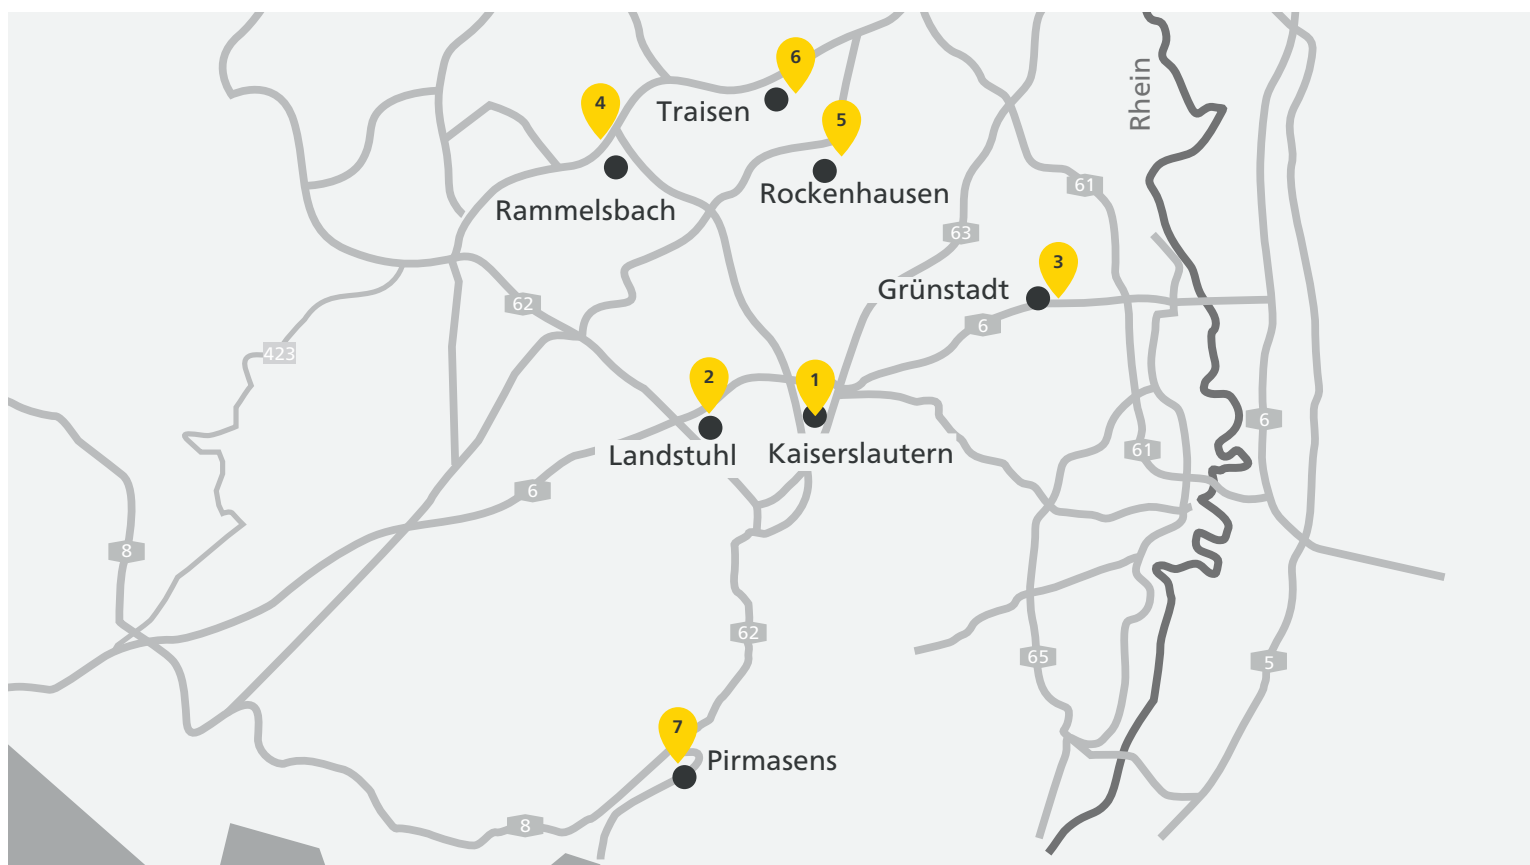 6
Rhein
4
Traisen
5
Rockenhausen
61
Rammelsbach
63
3
Grünstadt
62
6
423
2
1
6
Landstuhl
Kaiserslautern
61
6
8
62
65
5
7
Pirmasens
8